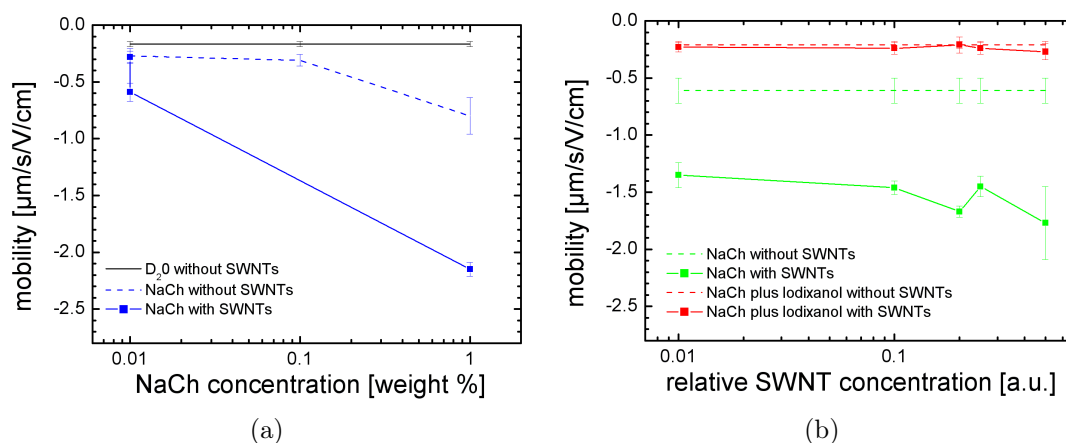 0.0
-0.5
-1.0
-1.5
-2.0
-2.5
mobility [µm/s/V/cm]
D₂0 without SWNTs
NaCh without SWNTs
NaCh with SWNTs
0.01
0.1
1
NaCh concentration [weight %]
(a)
0.0
-0.5
-1.0
-1.5
-2.0
-2.5
mobility [µm/s/V/cm]
NaCh without SWNTs
NaCh with SWNTs
NaCh plus Iodixanol without SWNTs
NaCh plus Iodixanol with SWNTs
0.01
0.1
relative SWNT concentration [a.u.]
(b)